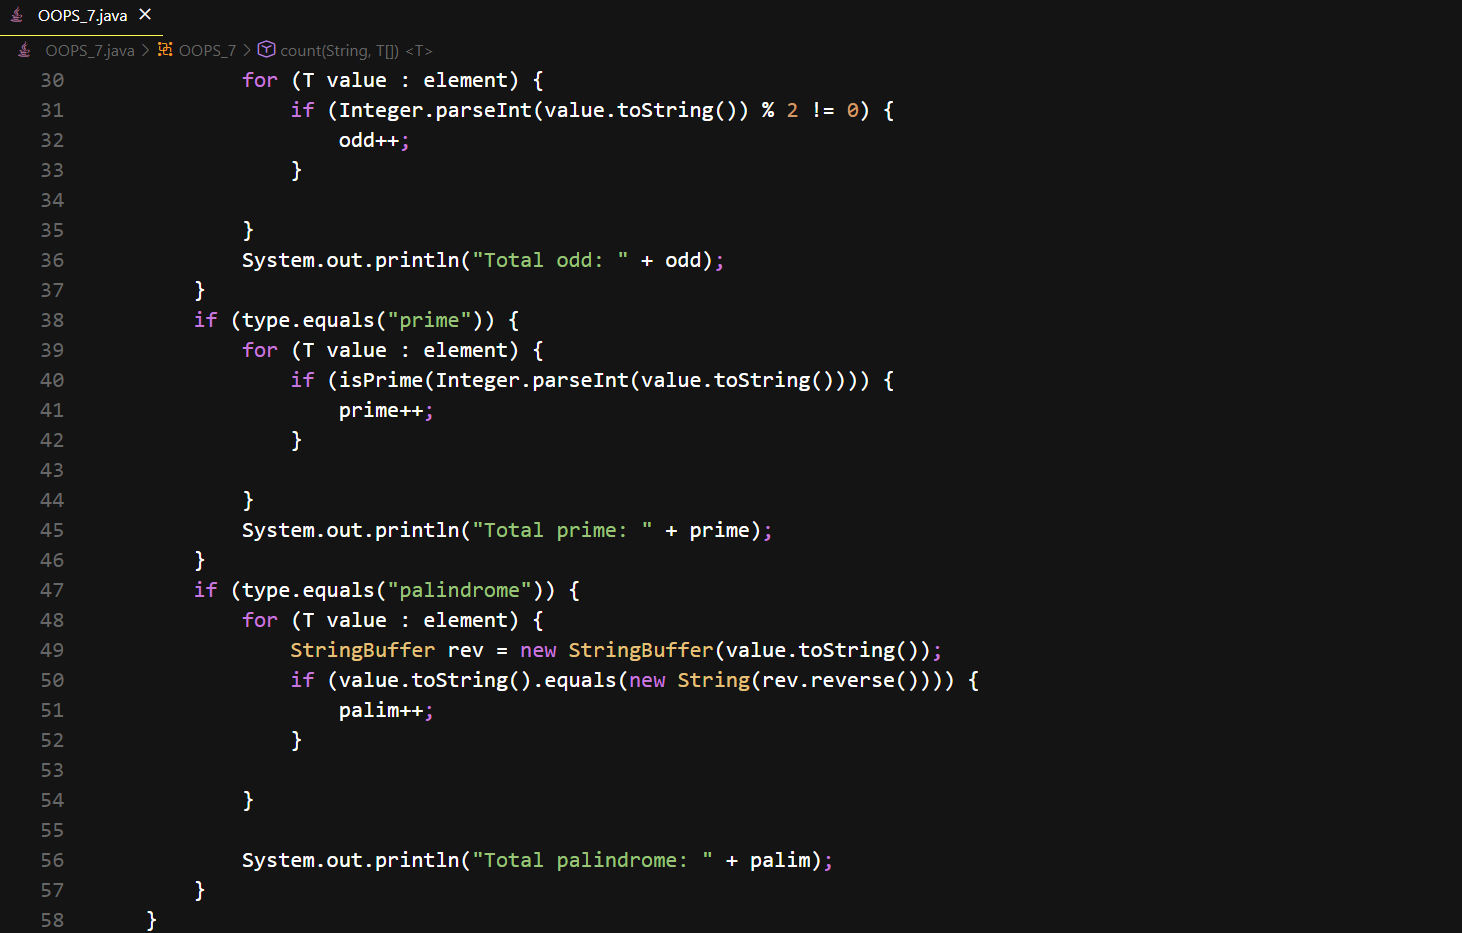 OOPS_7.java ×
OOPS_7.java > OOPS_7 > count(String, T[]) <T>
30 for (T value : element) {
31 if (Integer.parseInt(value.toString()) % 2 != 0) {
32 odd++;
33 }
34
35 }
36 System.out.println("Total odd: " + odd);
37 }
38 if (type.equals("prime")) {
39 for (T value : element) {
40 if (isPrime(Integer.parseInt(value.toString()))) {
41 prime++;
42 }
43
44 }
45 System.out.println("Total prime: " + prime);
46 }
47 if (type.equals("palindrome")) {
48 for (T value : element) {
49 StringBuffer rev = new StringBuffer(value.toString());
50 if (value.toString().equals(new String(rev.reverse()))) {
51 palim++;
52 }
53
54 }
55
56 System.out.println("Total palindrome: " + palim);
57 }
58 }